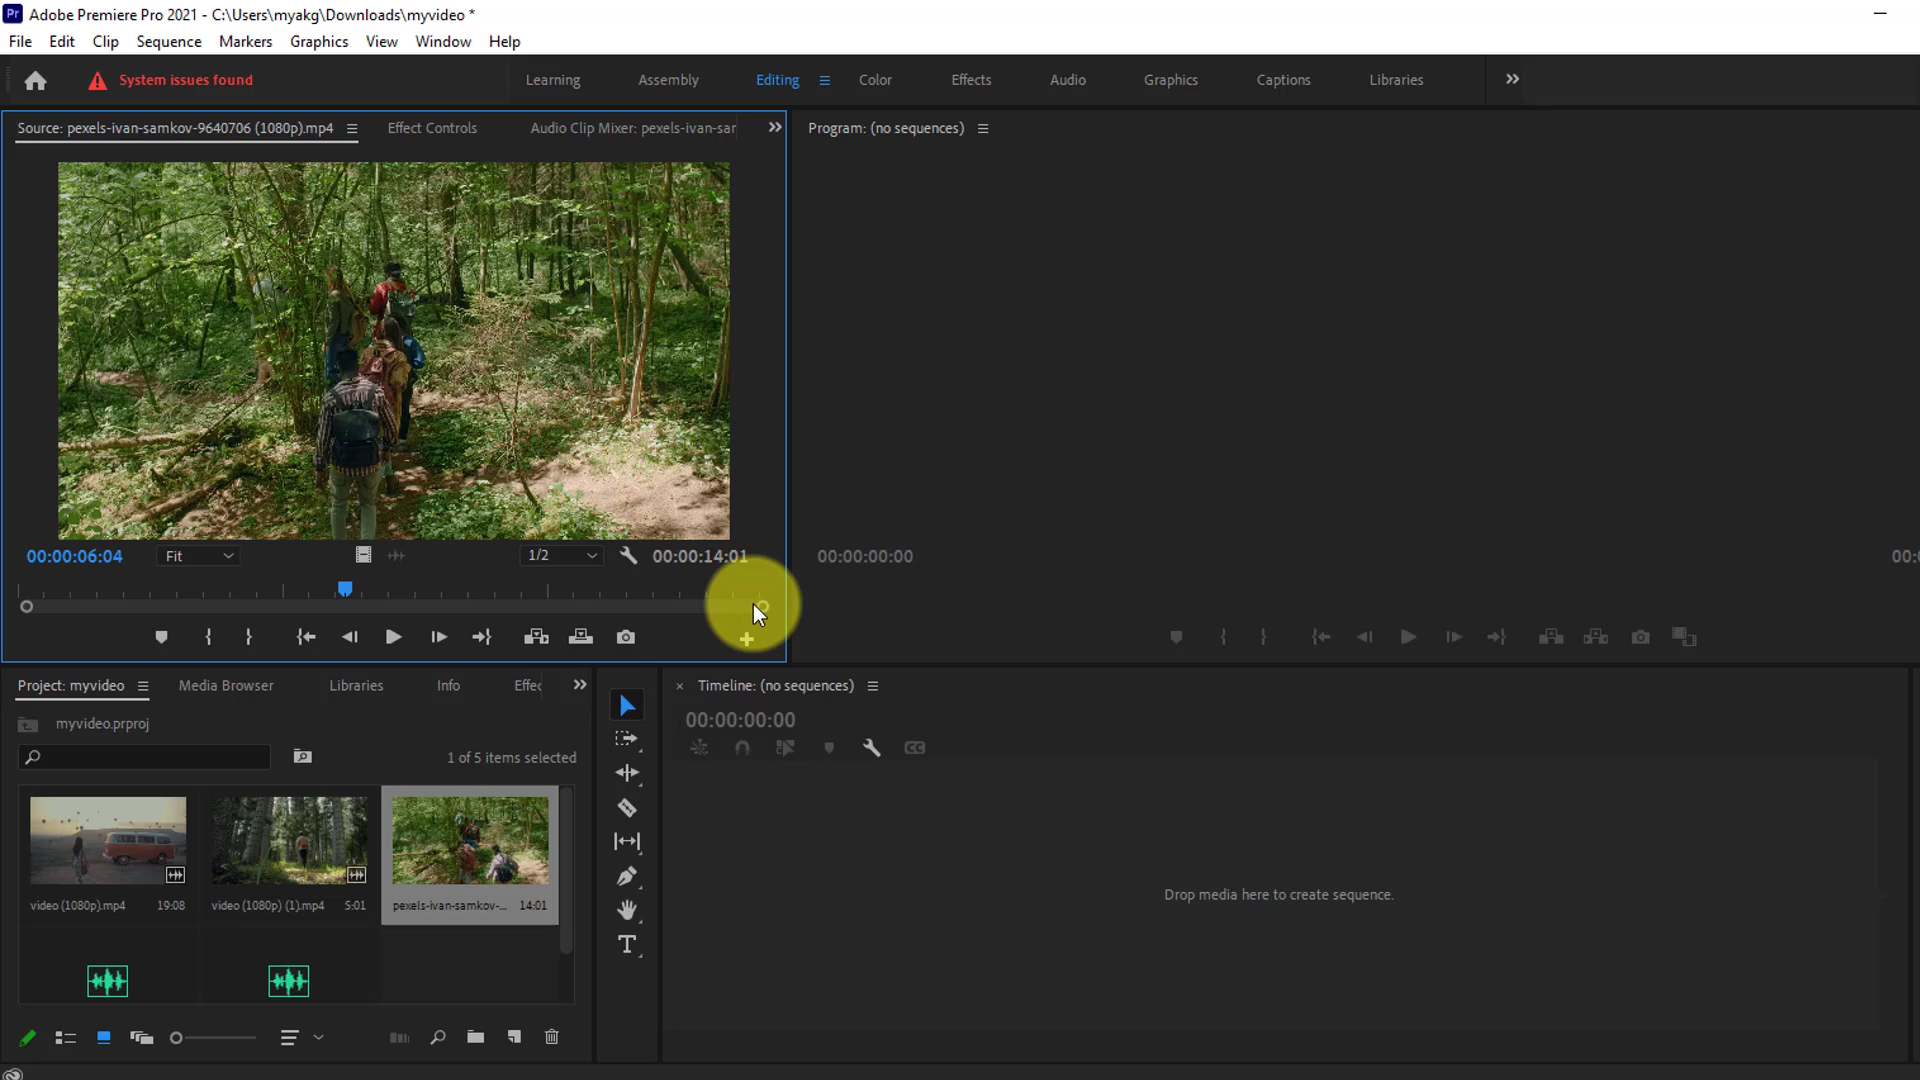 Pr Adobe Premiere Pro 2021 - C:\Users\myakg\Downloads\myvideo *
File Edit Clip Sequence Markers Graphics View Window Help
System issues found Learning Assembly Editing Color Effects Audio Graphics Captions Libraries
Source: pexels-ivan-samkov-9640706 (1080p).mp4 Effect Controls Audio Clip Mixer: pexels-ivan-sar
Program: (no sequences)
00:00:06:04 Fit 1/2 00:00:14:01
00:00:00:00 00:
Project: myvideo Media Browser Libraries Info Effec
Timeline: (no sequences)
00:00:00:00
myvideo.prproj
CC
1 of 5 items selected
video (1080p).mp4 19:08 video (1080p) (1).mp4 5:01 pexels-ivan-samkov-... 14:01
Drop media here to create sequence.
T